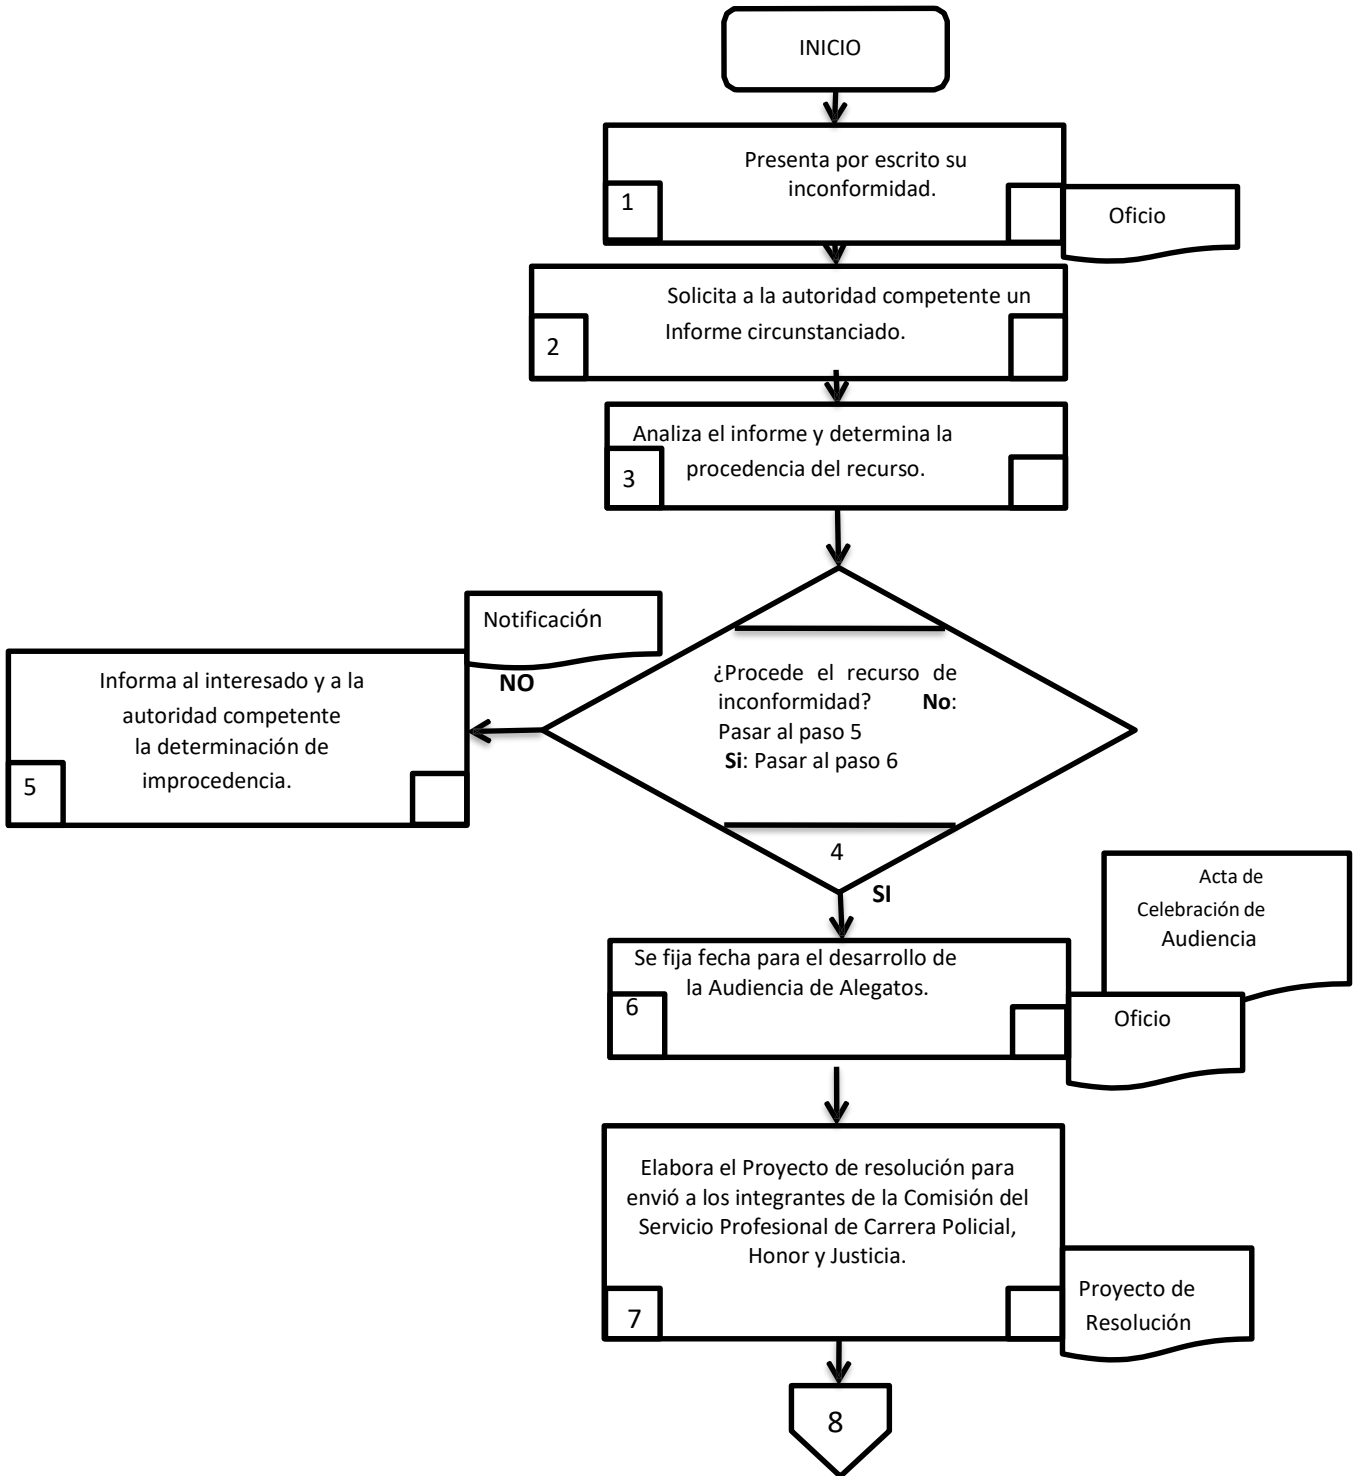 INICIO
Presenta por escrito su
inconformidad.
1
Oficio
Solicita a la autoridad competente un
Informe circunstanciado.
2
Analiza el informe y determina la
procedencia del recurso.
3
Notificación
NO
¿Procede el recurso de
inconformidad? No:
Pasar al paso 5
Si: Pasar al paso 6
4
SI
Informa al interesado y a la
autoridad competente
la determinación de
improcedencia.
5
Acta de
Celebración de
Audiencia
Se fija fecha para el desarrollo de
la Audiencia de Alegatos.
6
Oficio
Elabora el Proyecto de resolución para
envió a los integrantes de la Comisión del
Servicio Profesional de Carrera Policial,
Honor y Justicia.
7
Proyecto de
Resolución
8